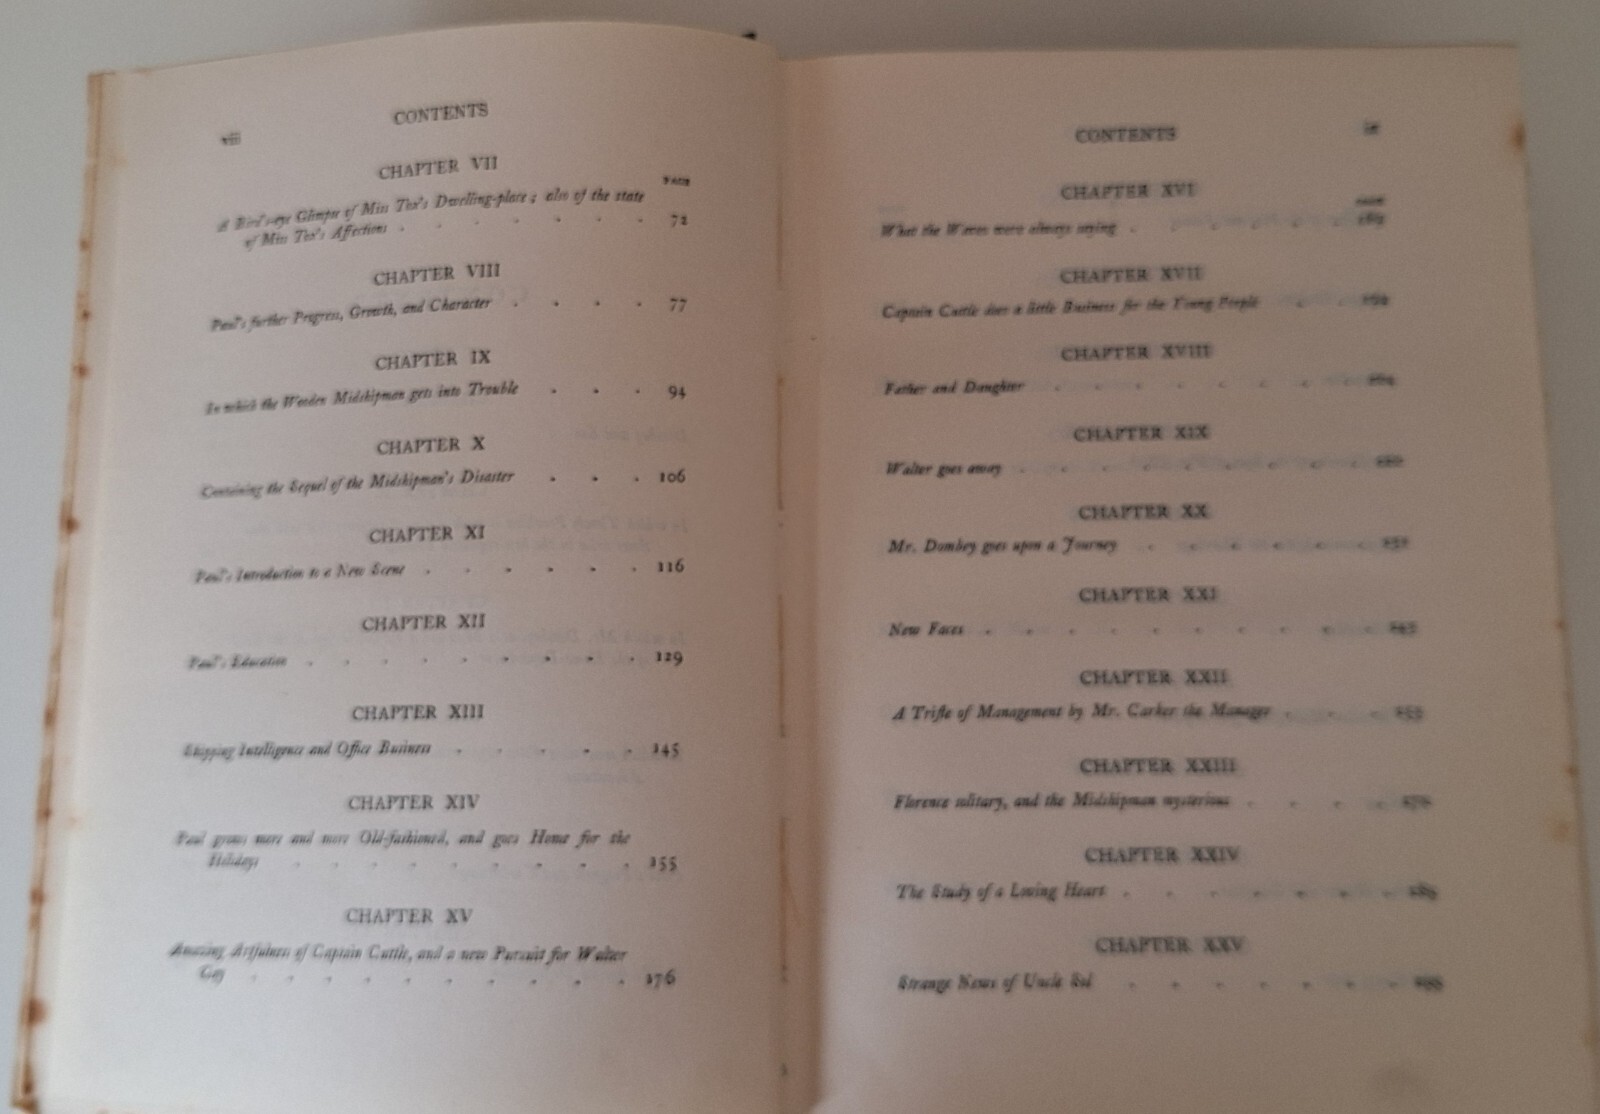 CONTENTS
viii
CHAPTER VII
PAGE
A Bird's-eye Glimpse of Miss Tox's Dwelling-place; also of the state
of Miss Tox's Affections . . . . . . 72
CHAPTER VIII
Paul's further Progress, Growth, and Character . . . . 77
CHAPTER IX
In which the Wooden Midshipman gets into Trouble . . . 94
CHAPTER X
Containing the Sequel of the Midshipman's Disaster . . . 106
CHAPTER XI
Paul's Introduction to a New Scene . . . . . . 116
CHAPTER XII
Paul's Education . . . . . . . . . 129
CHAPTER XIII
Shipping Intelligence and Office Business . . . . . 145
CHAPTER XIV
Paul grows more and more Old-fashioned, and goes Home for the
Holidays . . . . . . . . . 155
CHAPTER XV
Amazing Artfulness of Captain Cuttle, and a new Pursuit for Walter
Gay . . . . . . . . . . 176
CONTENTS ix
CHAPTER XVI
PAGE
What the Waves were always saying .
CHAPTER XVII
Captain Cuttle does a little Business for the Young People . .
CHAPTER XVIII
Father and Daughter . . . . . .
CHAPTER XIX
Walter goes away . . . . . . . . .
CHAPTER XX
Mr. Dombey goes upon a Journey . . . . . .
CHAPTER XXI
New Faces . . . . . . . . .
CHAPTER XXII
A Trifle of Management by Mr. Carker the Manager . . .
CHAPTER XXIII
Florence solitary, and the Midshipman mysterious . . . .
CHAPTER XXIV
The Study of a Loving Heart . . . . . .
CHAPTER XXV
Strange News of Uncle Sol . . . . . .